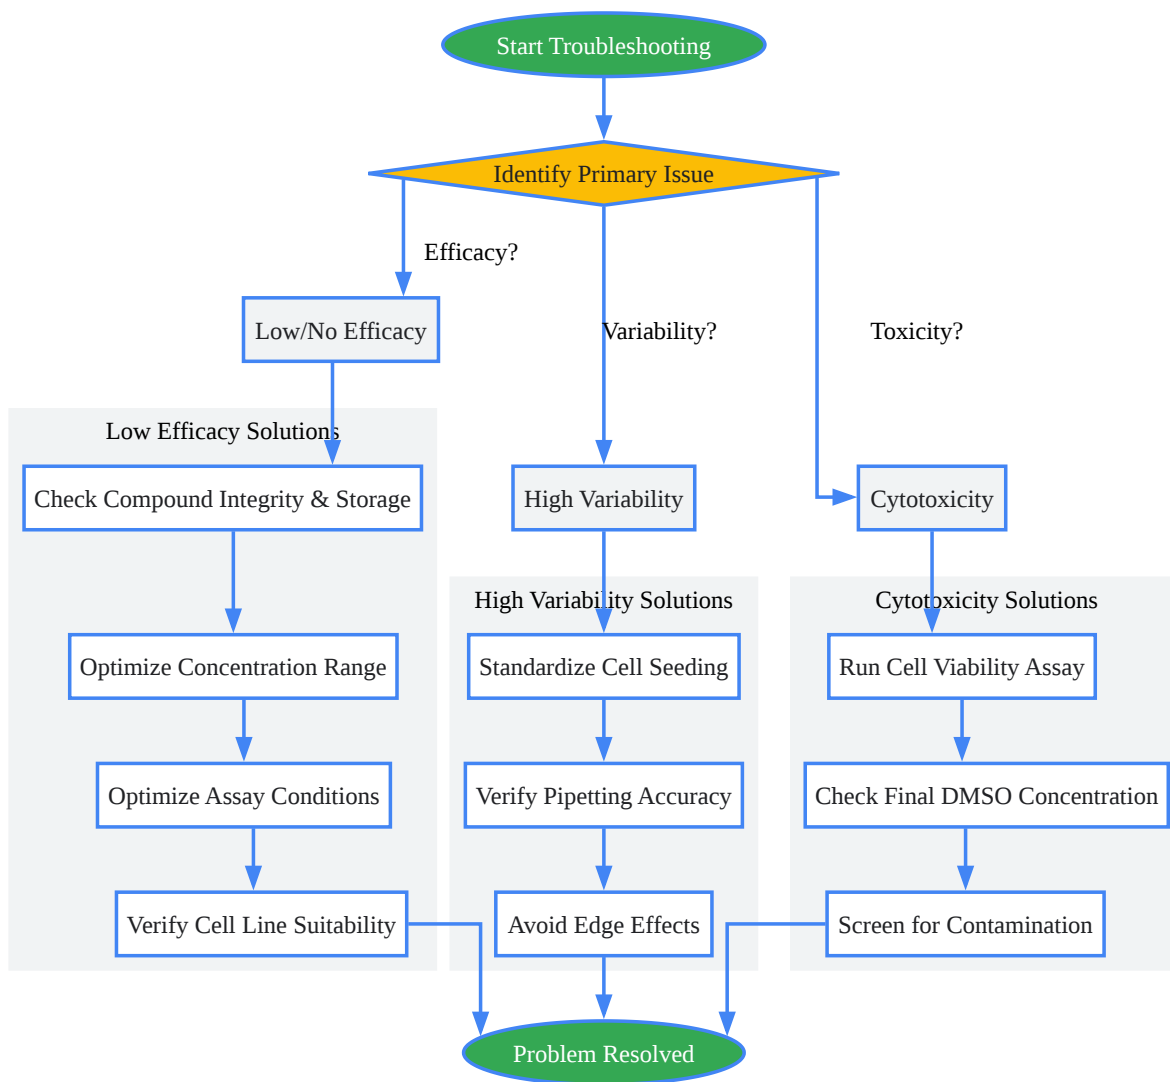 Start Troubleshooting
Identify Primary Issue
Efficacy?
Low/No Efficacy
Variability?
Toxicity?
Low Efficacy Solutions
Check Compound Integrity & Storage
High Variability
Cytotoxicity
High Variability Solutions
Cytotoxicity Solutions
Optimize Concentration Range
Standardize Cell Seeding
Run Cell Viability Assay
Optimize Assay Conditions
Verify Pipetting Accuracy
Check Final DMSO Concentration
Verify Cell Line Suitability
Avoid Edge Effects
Screen for Contamination
Problem Resolved